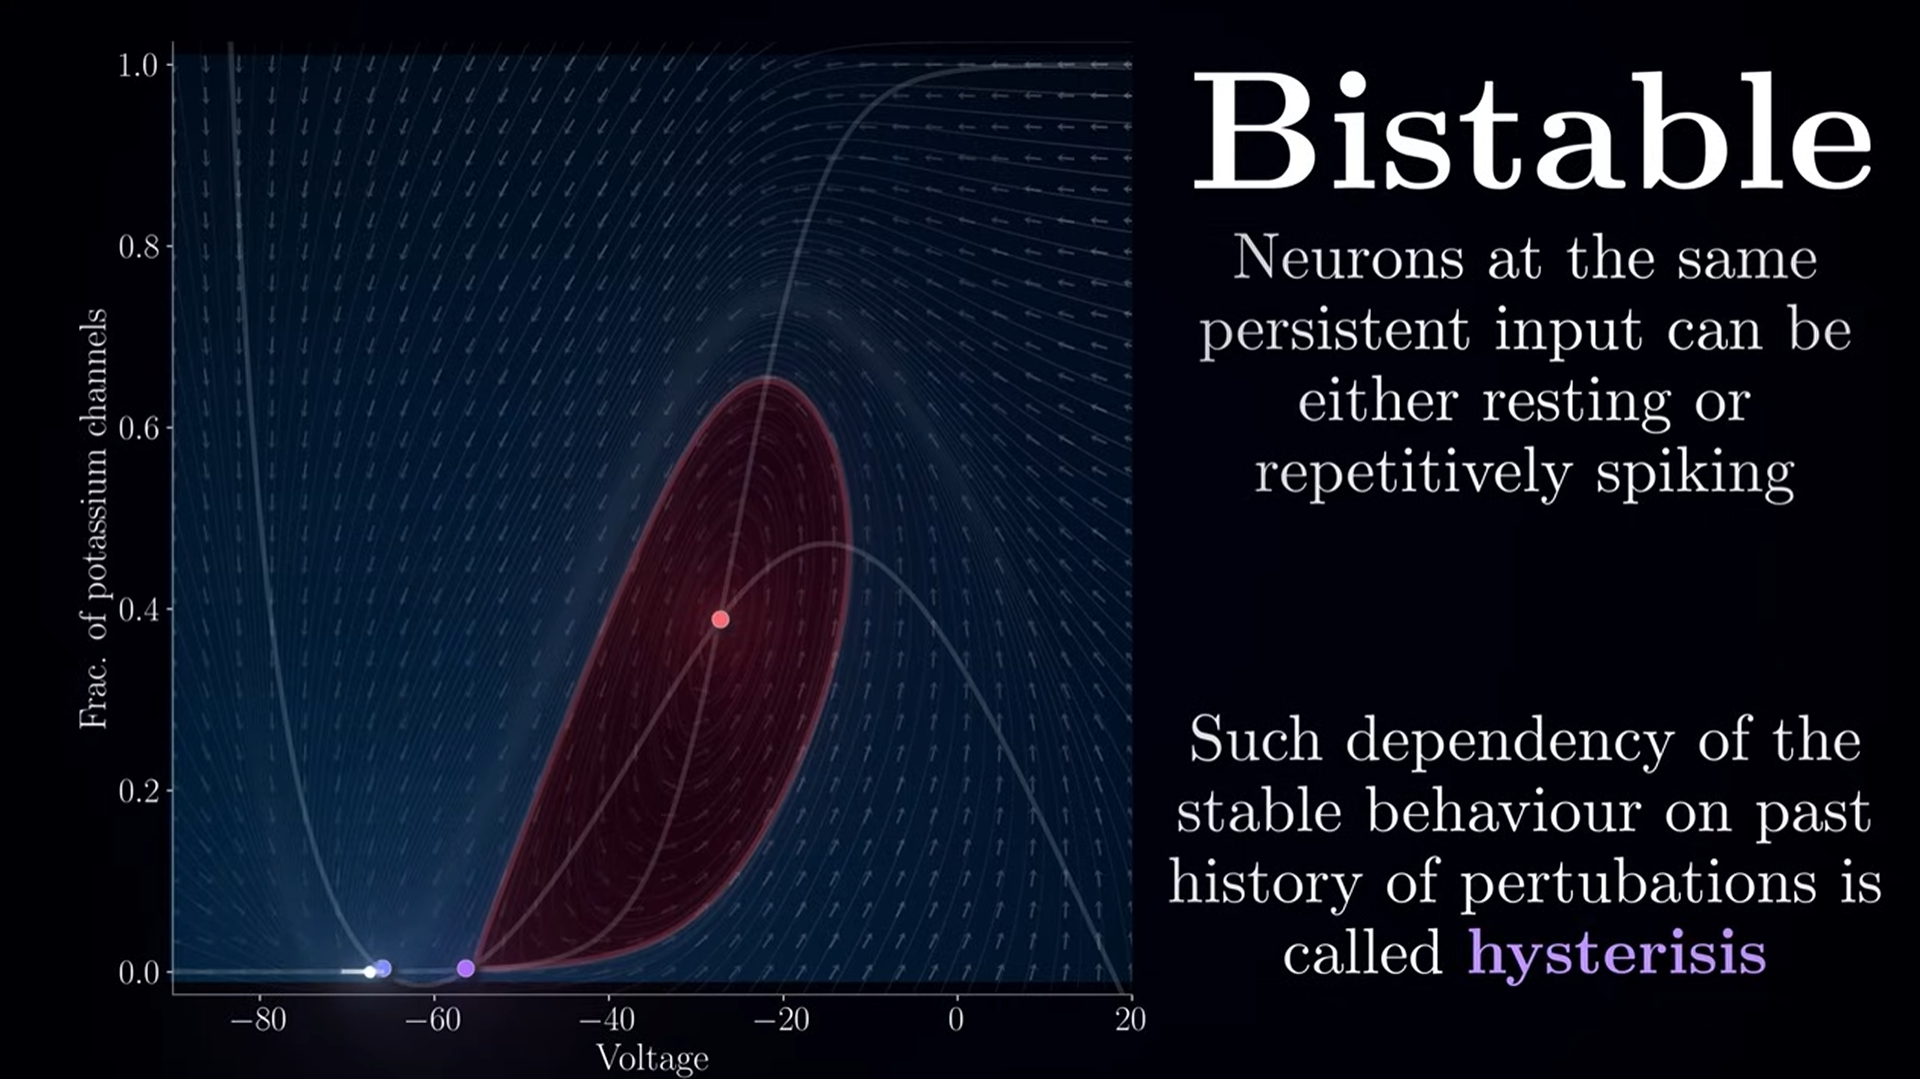 Bistable
Neurons at the same
persistent input can be
either resting or
repetitively spiking
Such dependency of the
stable behaviour on past
history of pertubations is
called hysterisis
Frac. of potassium channels
1.0
0.8
0.6
0.4
0.2
0.0
−80
−60
−40
−20
0
20
Voltage